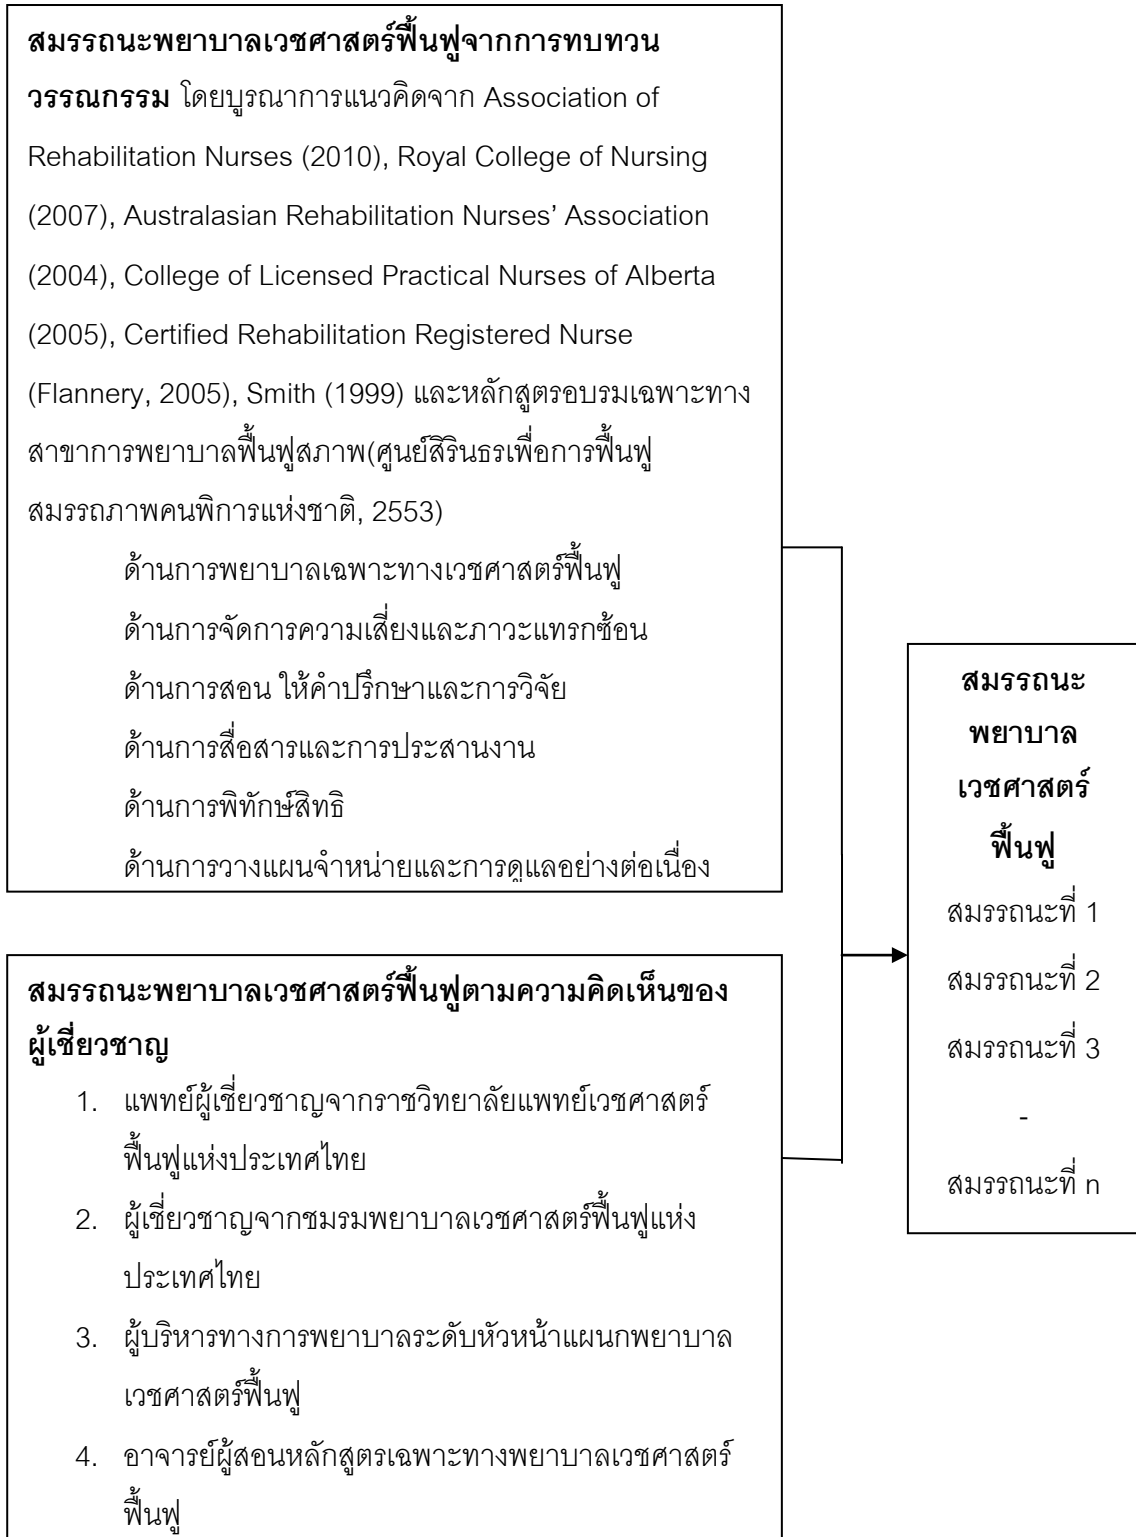 สมรรถนะพยาบาลเวชศาสตร์ฟื้นฟูจากการทบทวน
วรรณกรรม โดยบูรณาการแนวคิดจาก Association of
Rehabilitation Nurses (2010), Royal College of Nursing
(2007), Australasian Rehabilitation Nurses’ Association
(2004), College of Licensed Practical Nurses of Alberta
(2005), Certified Rehabilitation Registered Nurse
(Flannery, 2005), Smith (1999) และหลักสูตรอบรมเฉพาะทาง
สาขาการพยาบาลฟื้นฟูสภาพ(ศูนย์สิรินธรเพื่อการฟื้นฟู
สมรรถภาพคนพิการแห่งชาติ, 2553)
ด้านการพยาบาลเฉพาะทางเวชศาสตร์ฟื้นฟู
ด้านการจัดการความเสี่ยงและภาวะแทรกซ้อน
ด้านการสอน ให้คำปรึกษาและการวิจัย
ด้านการสื่อสารและการประสานงาน
ด้านการพิทักษ์สิทธิ
ด้านการวางแผนจำหน่ายและการดูแลอย่างต่อเนื่อง
สมรรถนะพยาบาลเวชศาสตร์ฟื้นฟูตามความคิดเห็นของ
ผู้เชี่ยวชาญ
1. แพทย์ผู้เชี่ยวชาญจากราชวิทยาลัยแพทย์เวชศาสตร์
ฟื้นฟูแห่งประเทศไทย
2. ผู้เชี่ยวชาญจากชมรมพยาบาลเวชศาสตร์ฟื้นฟูแห่ง
ประเทศไทย
3. ผู้บริหารทางการพยาบาลระดับหัวหน้าแผนกพยาบาล
เวชศาสตร์ฟื้นฟู
4. อาจารย์ผู้สอนหลักสูตรเฉพาะทางพยาบาลเวชศาสตร์
ฟื้นฟู
สมรรถนะ
พยาบาล
เวชศาสตร์
ฟื้นฟู
สมรรถนะที่ 1
สมรรถนะที่ 2
สมรรถนะที่ 3
-
สมรรถนะที่ n